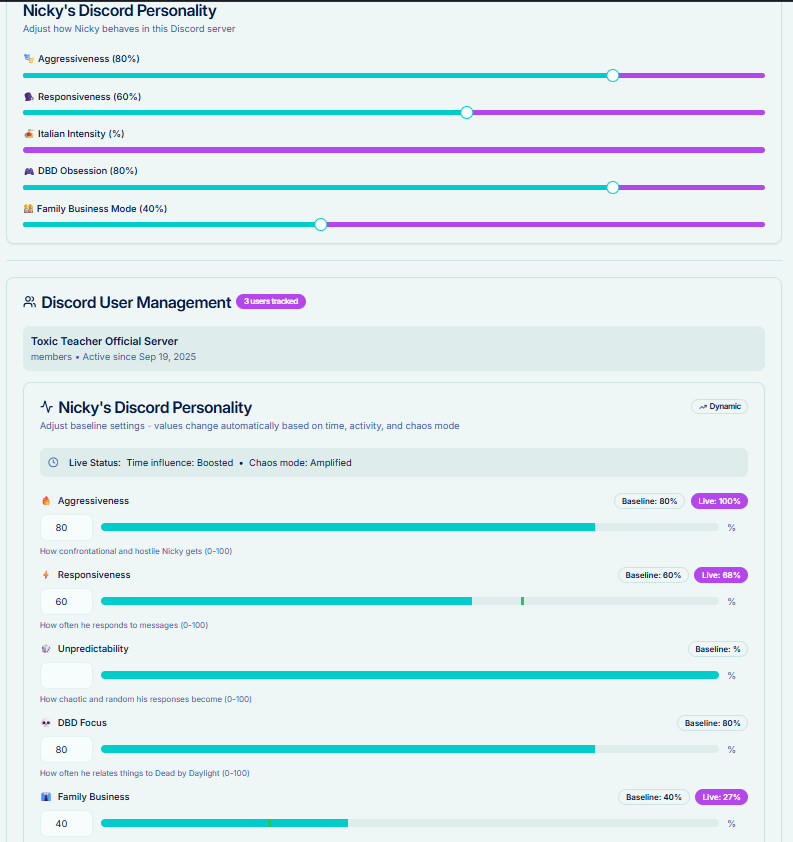 Nicky's Discord Personality
Adjust how Nicky behaves in this Discord server
Aggressiveness (80%)
Responsiveness (60%)
Italian Intensity (%)
DBD Obsession (80%)
Family Business Mode (40%)
Discord User Management 3 users tracked
Toxic Teacher Official Server
members • Active since Sep 19, 2025
Nicky's Discord Personality Dynamic
Adjust baseline settings - values change automatically based on time, activity, and chaos mode
Live Status: Time influence: Boosted • Chaos mode: Amplified
Aggressiveness Baseline: 80% Live: 100%
80 %
How confrontational and hostile Nicky gets (0-100)
Responsiveness Baseline: 60% Live: 68%
60 %
How often he responds to messages (0-100)
Unpredictability Baseline: %
%
How chaotic and random his responses become (0-100)
DBD Focus Baseline: 80%
80 %
How often he relates things to Dead by Daylight (0-100)
Family Business Baseline: 40% Live: 27%
40 %